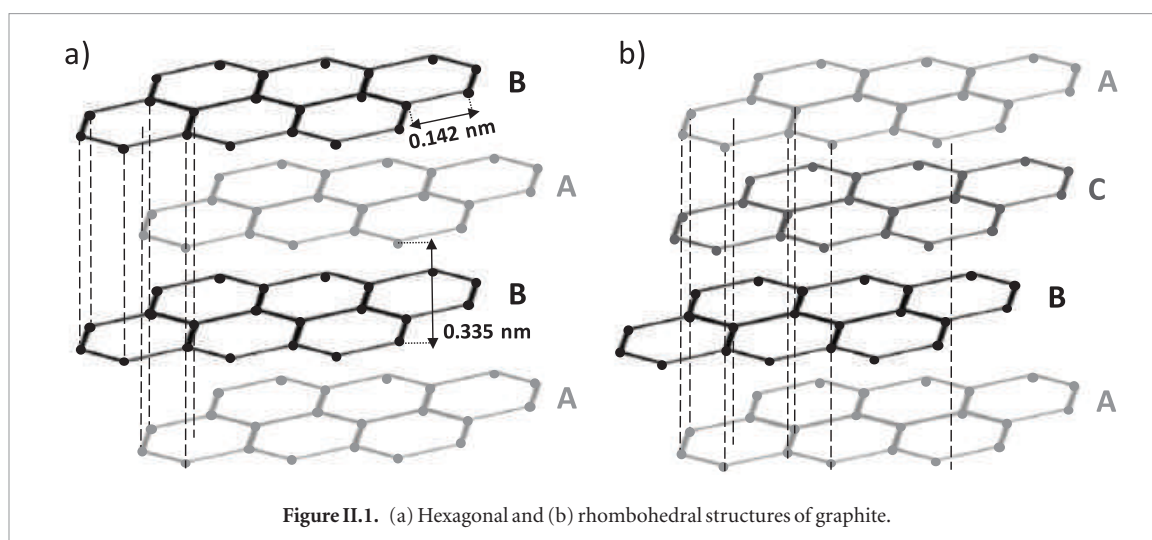 a)
B
0.142 nm
A
B
0.335 nm
A
b)
A
C
B
A
Figure II.1. (a) Hexagonal and (b) rhombohedral structures of graphite.